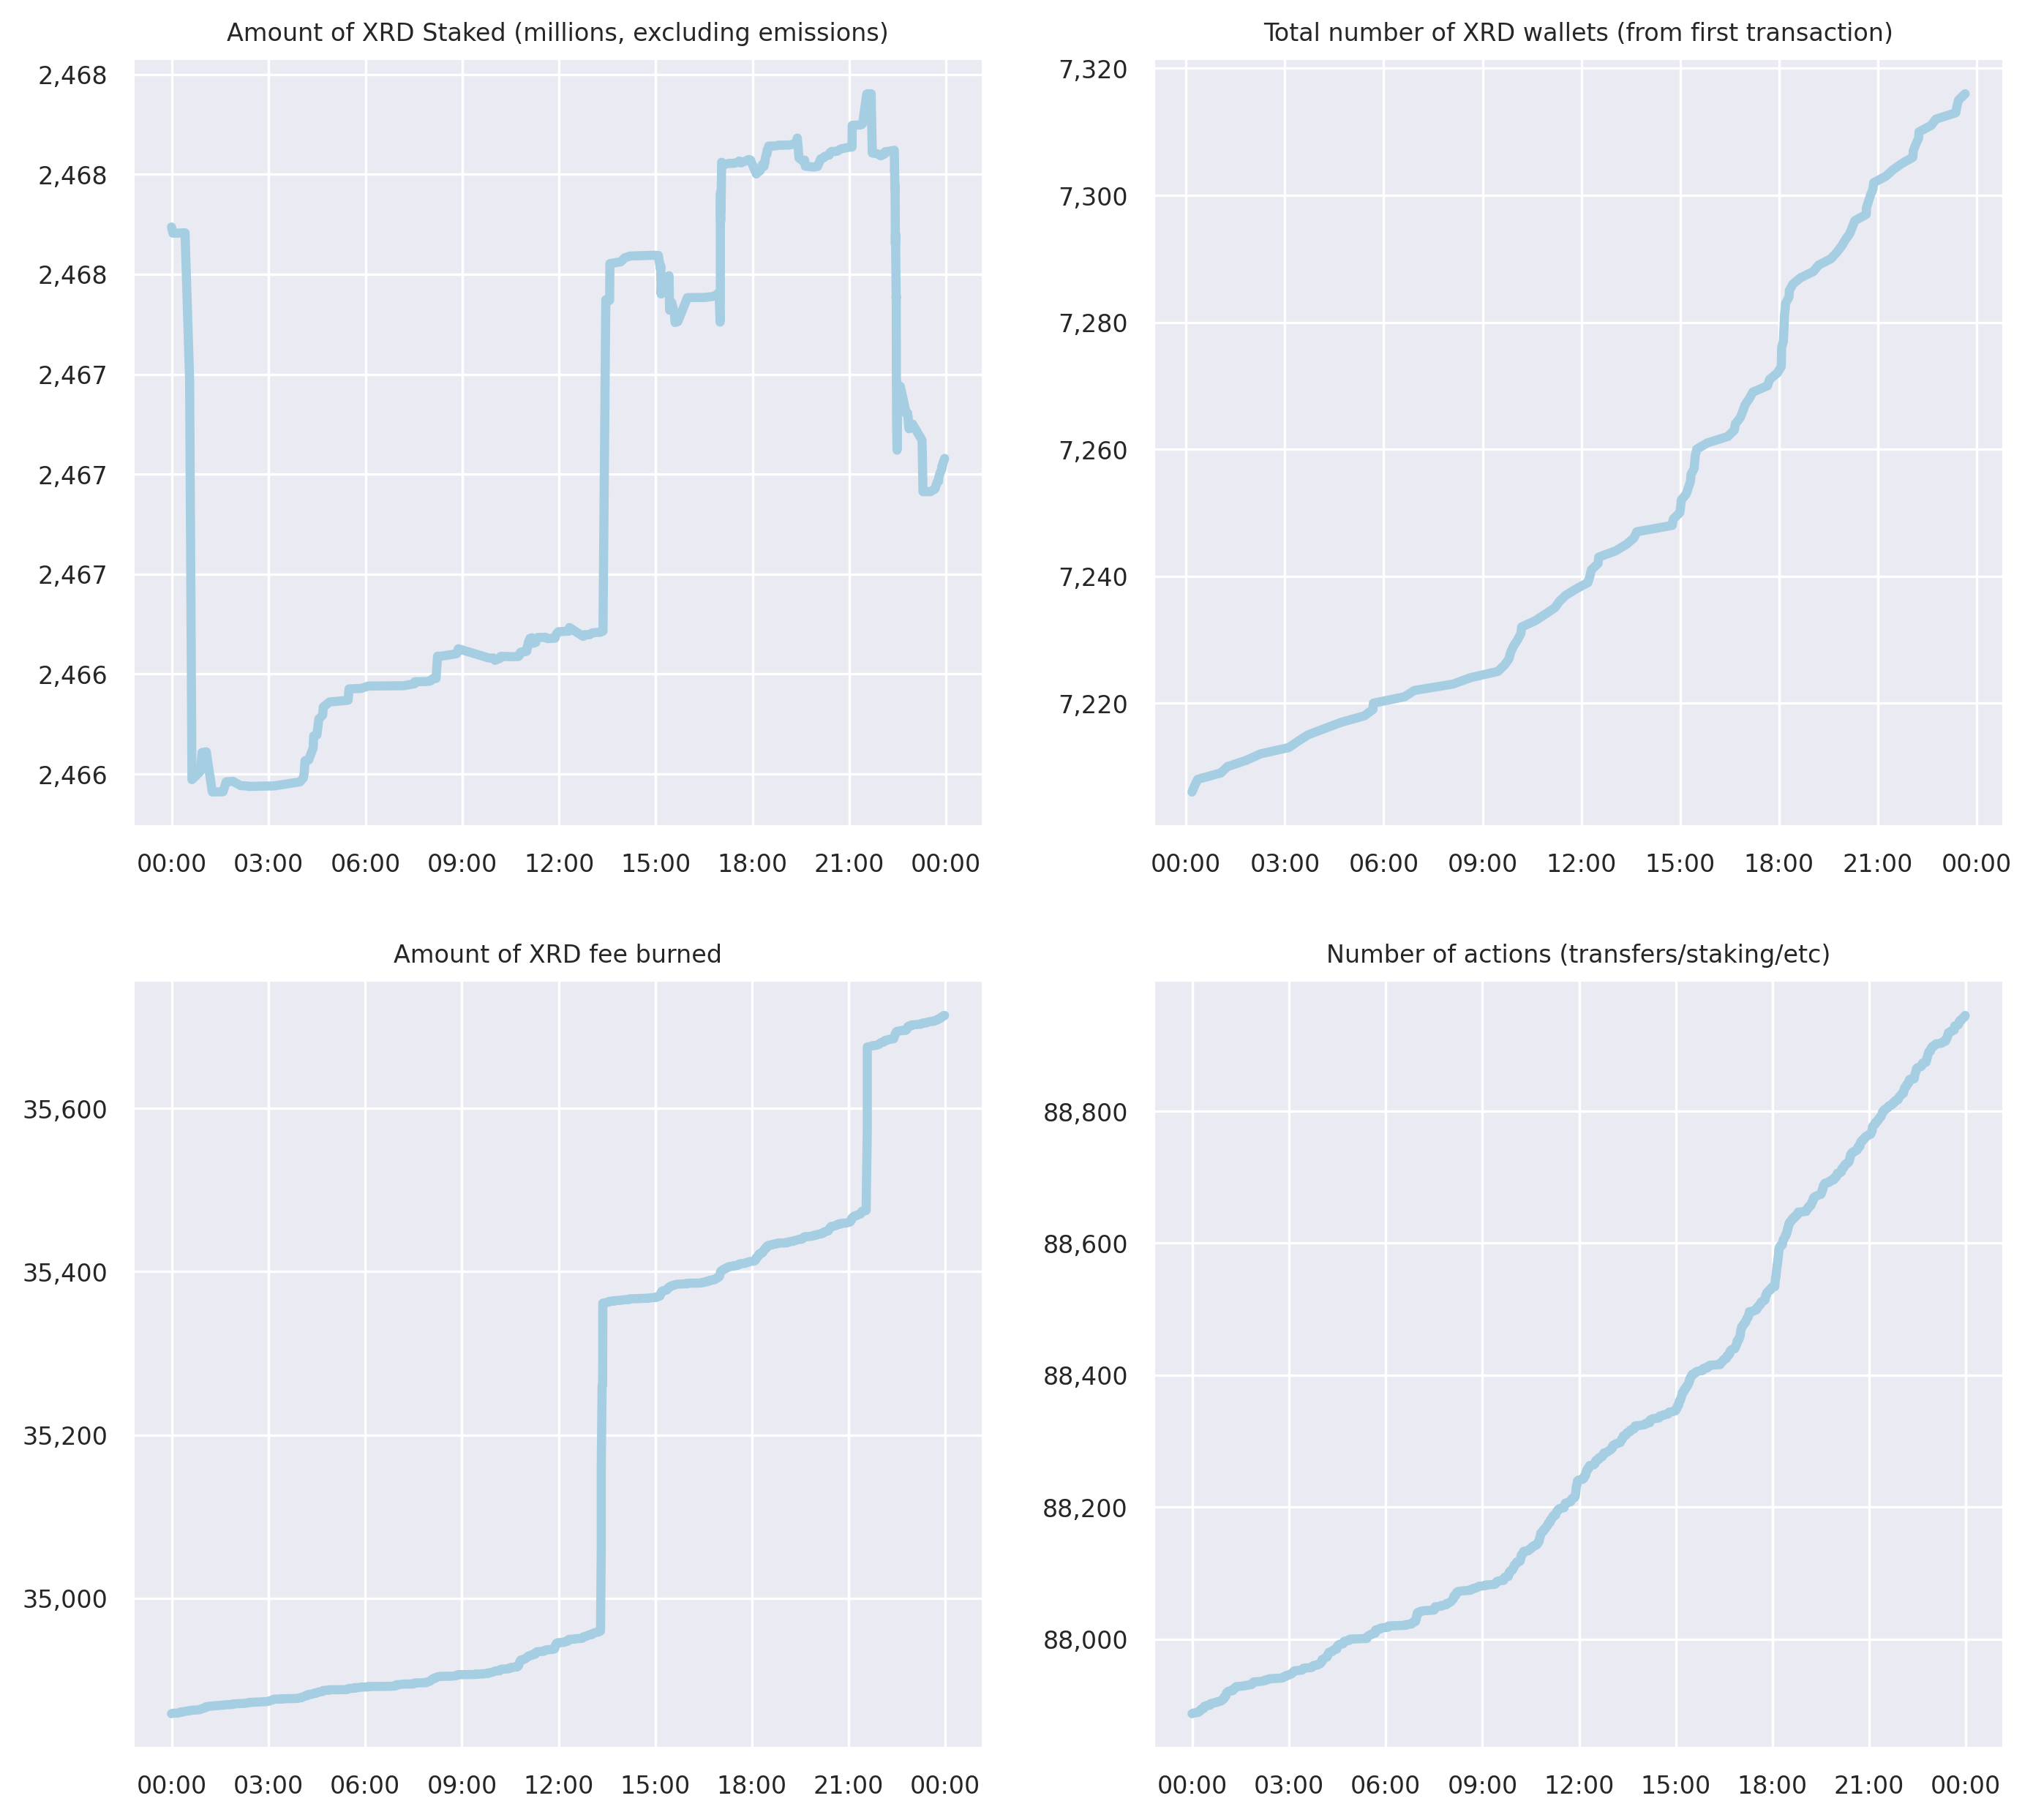 Amount of XRD Staked (millions, excluding emissions)
2,468
2,468
2,468
2,467
2,467
2,467
2,466
2,466
00:00 03:00 06:00 09:00 12:00 15:00 18:00 21:00 00:00
Total number of XRD wallets (from first transaction)
7,320
7,300
7,280
7,260
7,240
7,220
00:00 03:00 06:00 09:00 12:00 15:00 18:00 21:00 00:00
Amount of XRD fee burned
35,600
35,400
35,200
35,000
00:00 03:00 06:00 09:00 12:00 15:00 18:00 21:00 00:00
Number of actions (transfers/staking/etc)
88,800
88,600
88,400
88,200
88,000
00:00 03:00 06:00 09:00 12:00 15:00 18:00 21:00 00:00